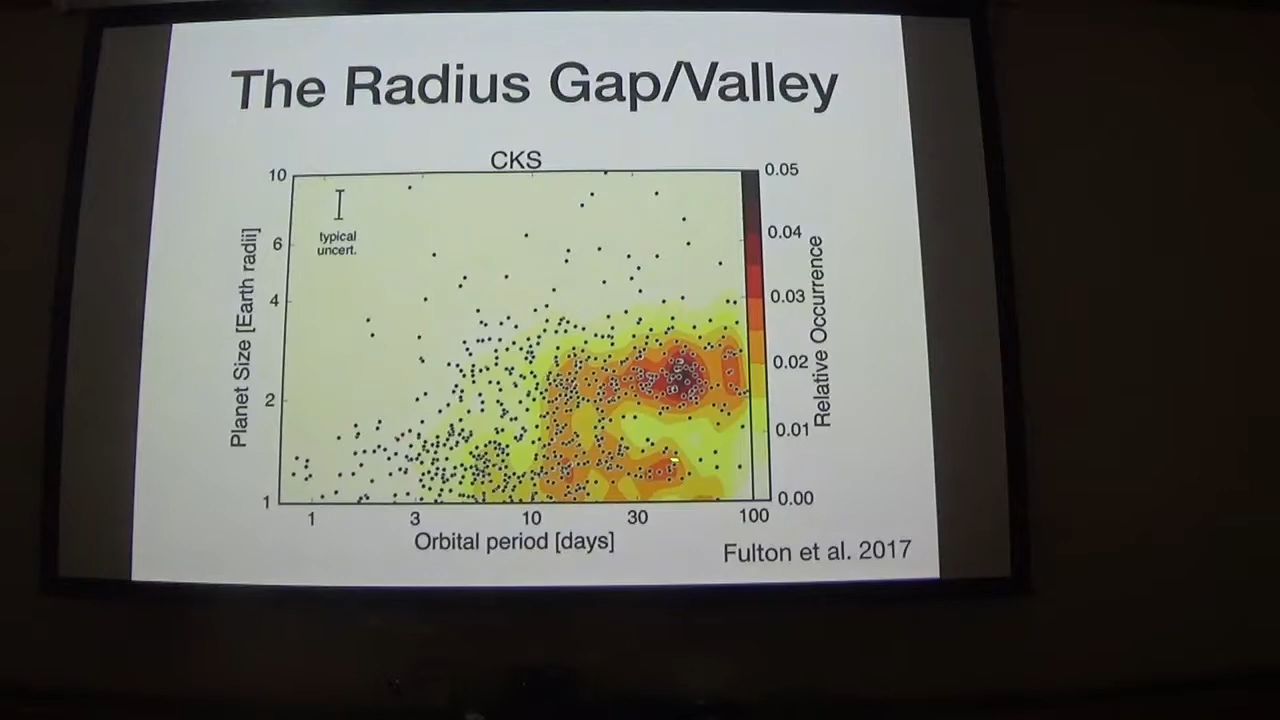 The Radius Gap/Valley
CKS
10
6
4
2
1
Planet Size [Earth radii]
typical
uncert.
1
3
10
30
100
Orbital period [days]
0.05
0.04
0.03
0.02
0.01
0.00
Relative Occurrence
Fulton et al. 2017